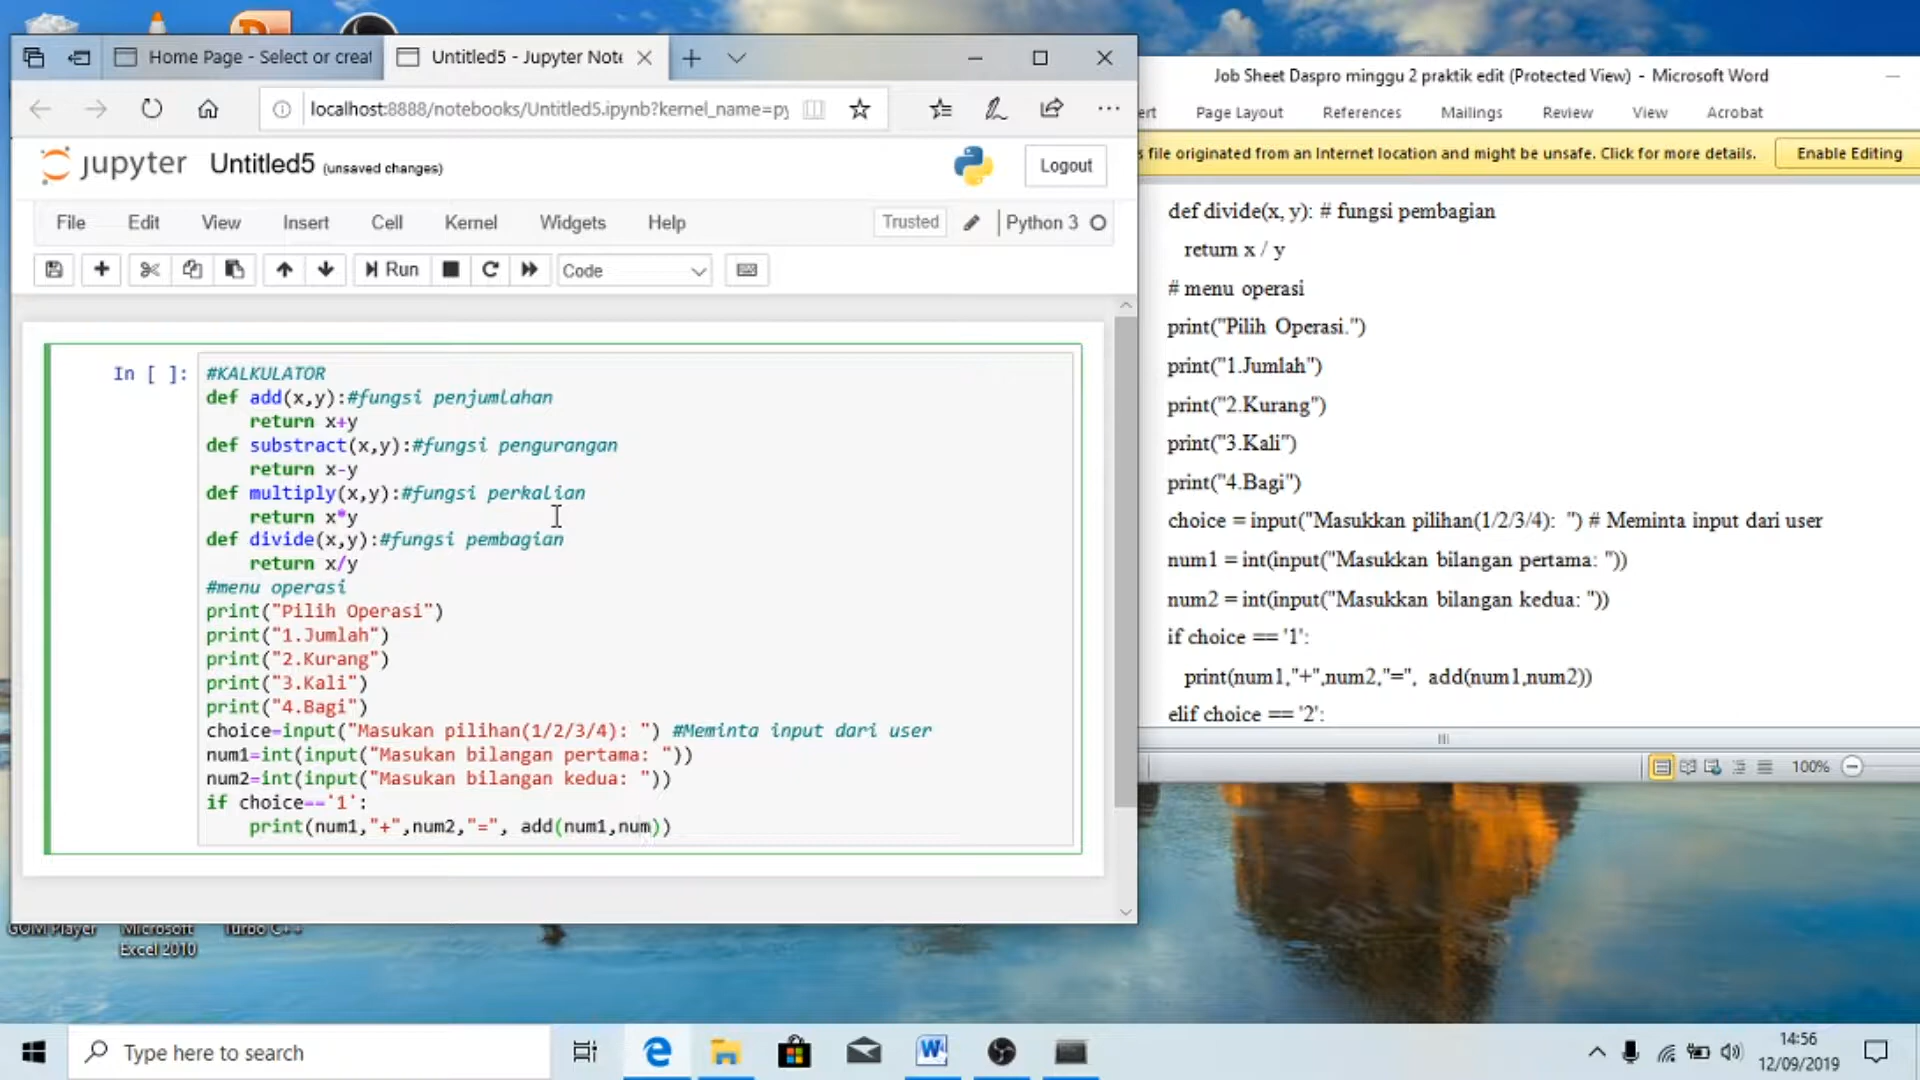 Home Page - Select or creat
Untitled5 - Jupyter Note
localhost:8888/notebooks/Untitled5.ipynb?kernel_name=py
jupyter Untitled5 (unsaved changes)
Logout
File Edit View Insert Cell Kernel Widgets Help
Trusted
Python 3
Run
Code
In [ ]:
#KALKULATOR
def add(x,y):#fungsi penjumlahan
    return x+y
def substract(x,y):#fungsi pengurangan
    return x-y
def multiply(x,y):#fungsi perkalian
    return x*y
def divide(x,y):#fungsi pembagian
    return x/y
#menu operasi
print("Pilih Operasi")
print("1.Jumlah")
print("2.Kurang")
print("3.Kali")
print("4.Bagi")
choice=input("Masukan pilihan(1/2/3/4): ") #Meminta input dari user
num1=int(input("Masukan bilangan pertama: "))
num2=int(input("Masukan bilangan kedua: "))
if choice=='1':
    print(num1,"+",num2,"=", add(num1,num))
Job Sheet Daspro minggu 2 praktik edit (Protected View) - Microsoft Word
ert Page Layout References Mailings Review View Acrobat
s file originated from an Internet location and might be unsafe. Click for more details.
Enable Editing
def divide(x, y): # fungsi pembagian
   return x / y
# menu operasi
print("Pilih Operasi.")
print("1.Jumlah")
print("2.Kurang")
print("3.Kali")
print("4.Bagi")
choice = input("Masukkan pilihan(1/2/3/4): ") # Meminta input dari user
num1 = int(input("Masukkan bilangan pertama: "))
num2 = int(input("Masukkan bilangan kedua: "))
if choice == '1':
   print(num1,"+",num2,"=", add(num1,num2))
elif choice == '2':
100%
GOM Player
Microsoft
Excel 2010
Turbo C++
Type here to search
14:56
12/09/2019